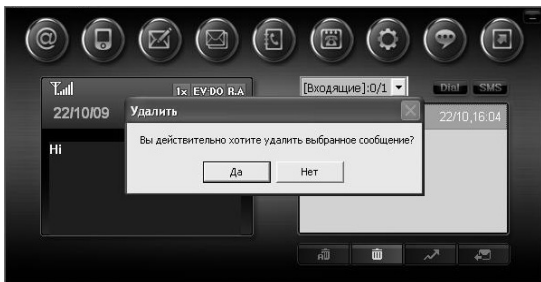 1x EV-DO R.A
[Входящие]:0/1
Dial SMS
22/10/09
Удалить
22/10,16:04
Вы действительно хотите удалить выбранное сообщение?
Hi
Да Нет